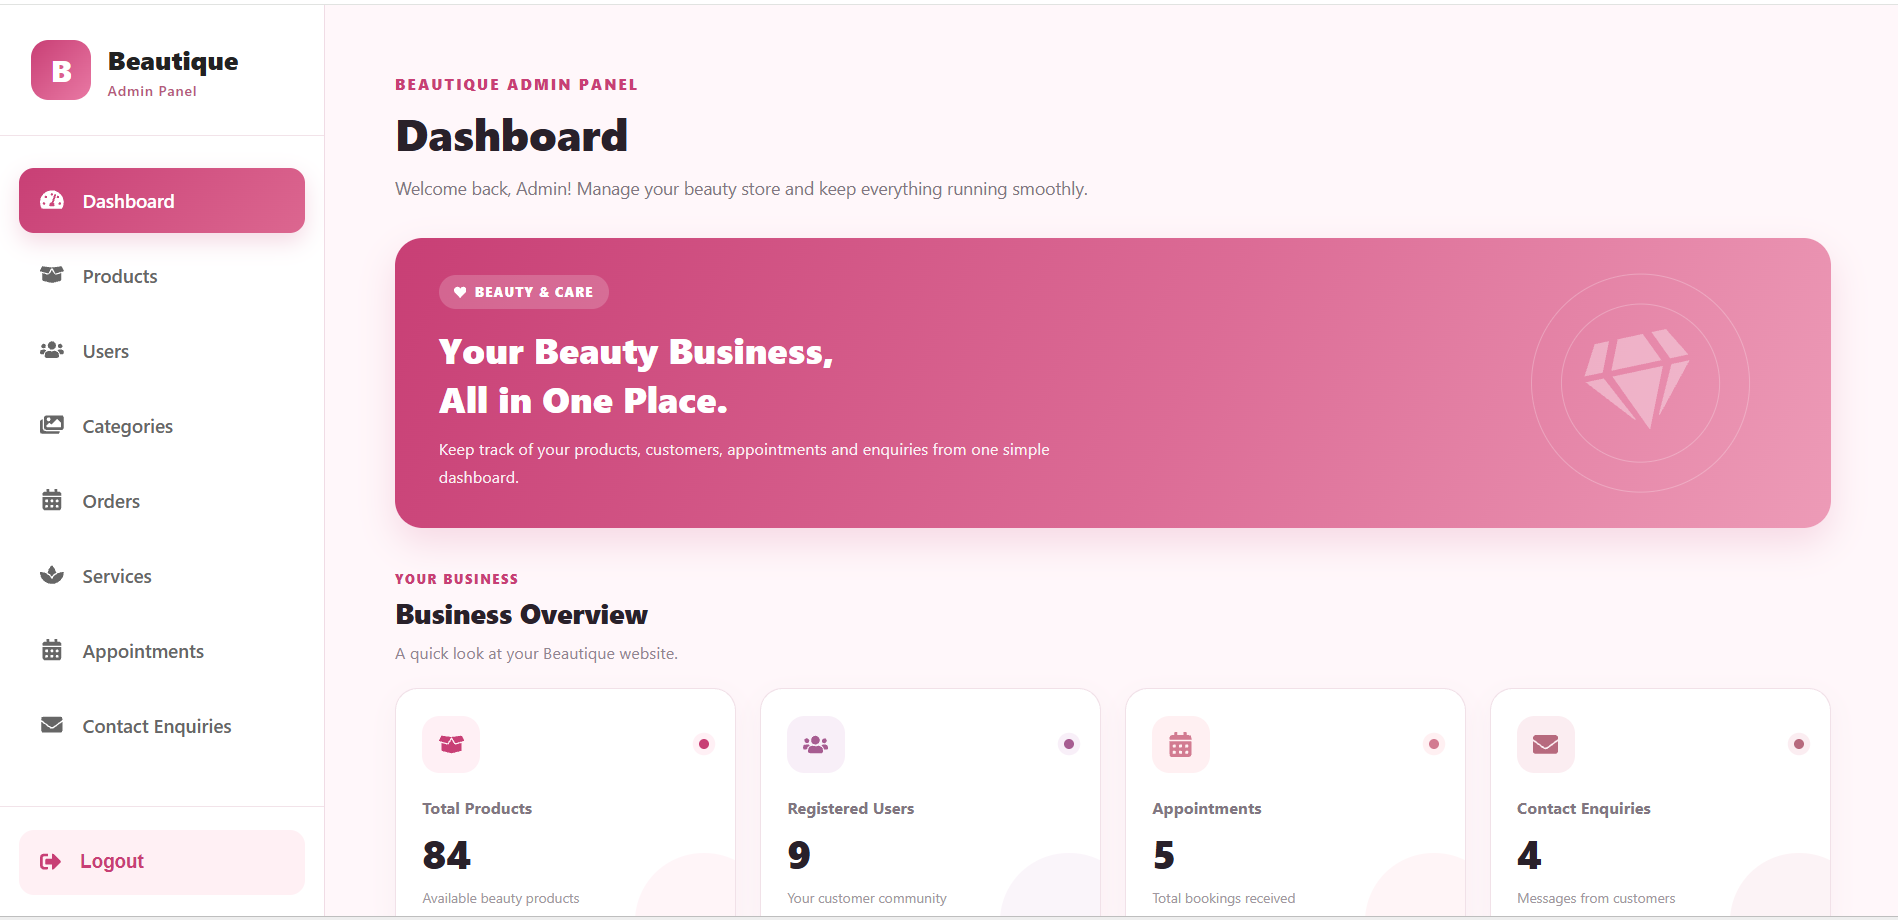 B
Beautique
Admin Panel
Dashboard
Products
Users
Categories
Orders
Services
Appointments
Contact Enquiries
Logout
BEAUTIQUE ADMIN PANEL
Dashboard
Welcome back, Admin! Manage your beauty store and keep everything running smoothly.
BEAUTY & CARE
Your Beauty Business,
All in One Place.
Keep track of your products, customers, appointments and enquiries from one simple
dashboard.
YOUR BUSINESS
Business Overview
A quick look at your Beautique website.
Total Products
84
Available beauty products
Registered Users
9
Your customer community
Appointments
5
Total bookings received
Contact Enquiries
4
Messages from customers